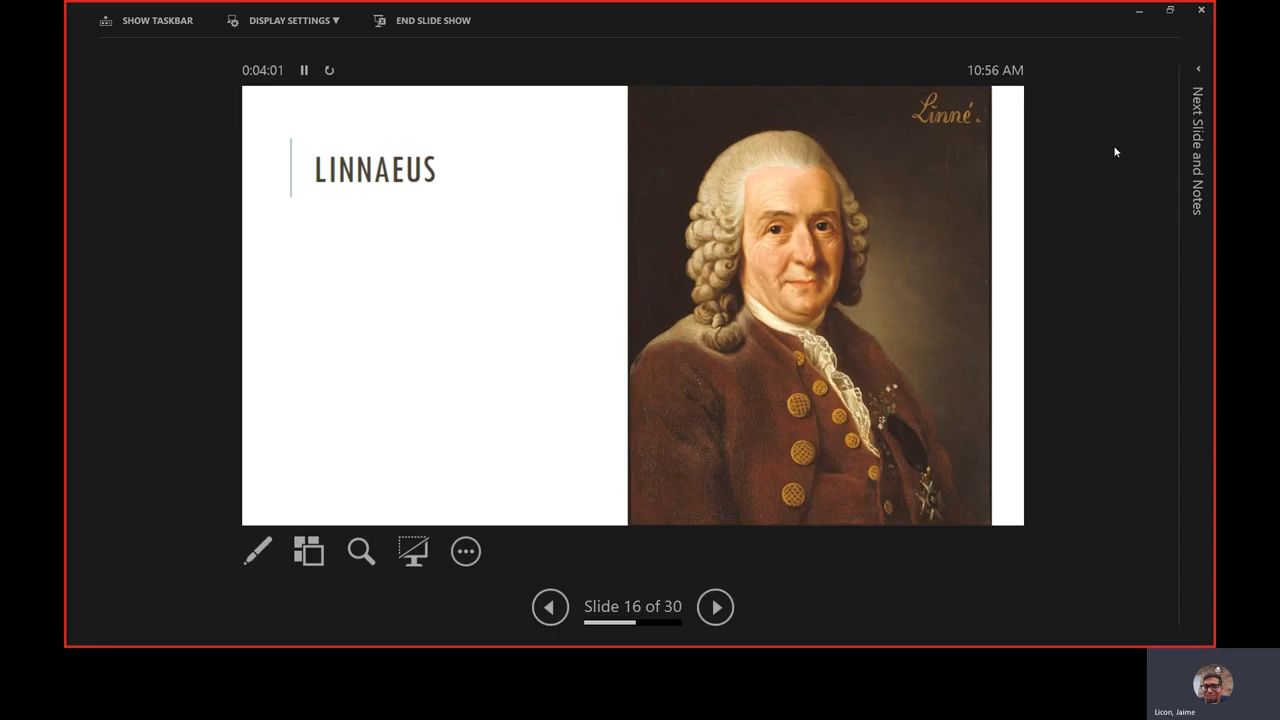 SHOW TASKBAR
DISPLAY SETTINGS ▼
END SLIDE SHOW
0:04:01
10:56 AM
Next Slide and Notes
LINNAEUS
Linné.
Slide 16 of 30
Licon, Jaime